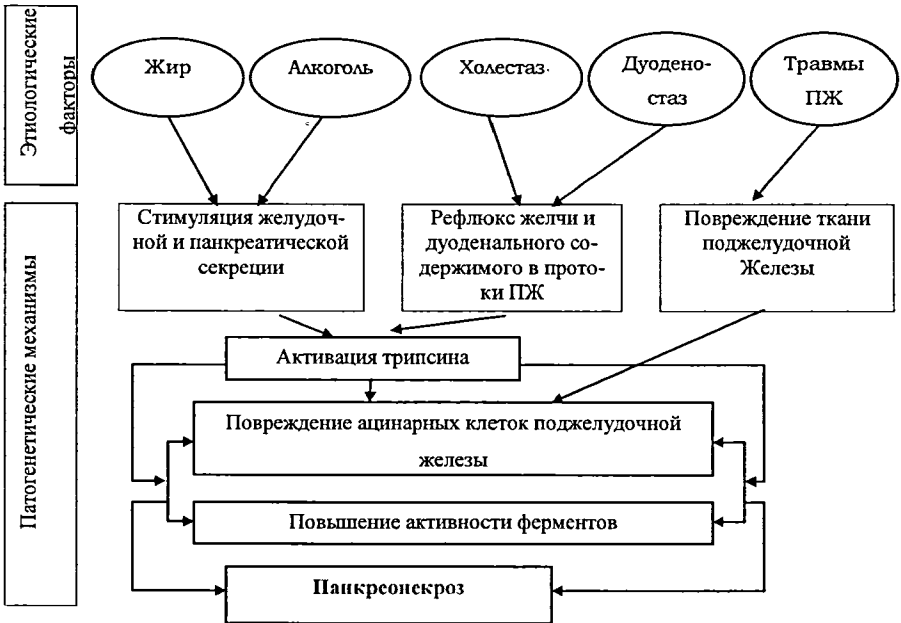 Этиологические
факторы
Жир
Алкоголь
Холестаз
Дуодено-
стаз
Травмы
ПЖ
Патогенетические механизмы
Стимуляция желудоч-
ной и панкреатической
секреции
Рефлюкс желчи и
дуоденального со-
держимого в прото-
ки ПЖ
Повреждение ткани
поджелудочной
Железы
Активация трипсина
Повреждение ацинарных клеток поджелудочной
железы
Повышение активности ферментов
Панкреонекроз